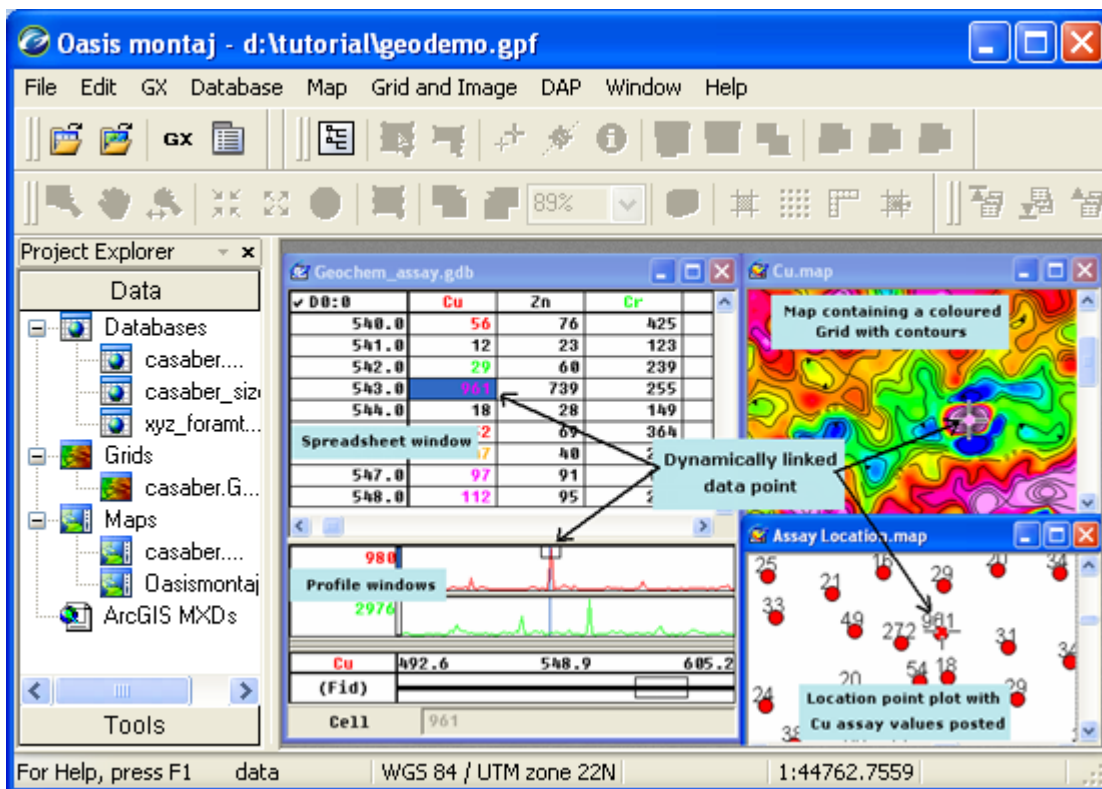 Oasis montaj - d:\tutorial\geodemo.gpf
File Edit GX Database Map Grid and Image DAP Window Help
GX
89%
Project Explorer
Data
Databases
casaber....
casaber_siz
xyz_foramt...
Grids
casaber.G...
Maps
casaber....
Oasismontaj
ArcGIS MXDs
Tools
Geochem_assay.gdb
D0:0 Cu Zn Cr
540.0 56 76 425
541.0 12 23 123
542.0 29 60 239
543.0 961 739 255
544.0 18 28 149
69 364
40
547.0 97 91
548.0 112 95
Spreadsheet window
Dynamically linked
data point
980
Profile windows
2976
Cu 492.6 548.9 605.2
(Fid)
Cell 961
Cu.map
Map containing a coloured
Grid with contours
Assay Location.map
25 21 16 29 20 34
33 49 272 961 31 34
20 54 18
24 29
38
Location point plot with
Cu assay values posted
For Help, press F1 data WGS 84 / UTM zone 22N 1:44762.7559